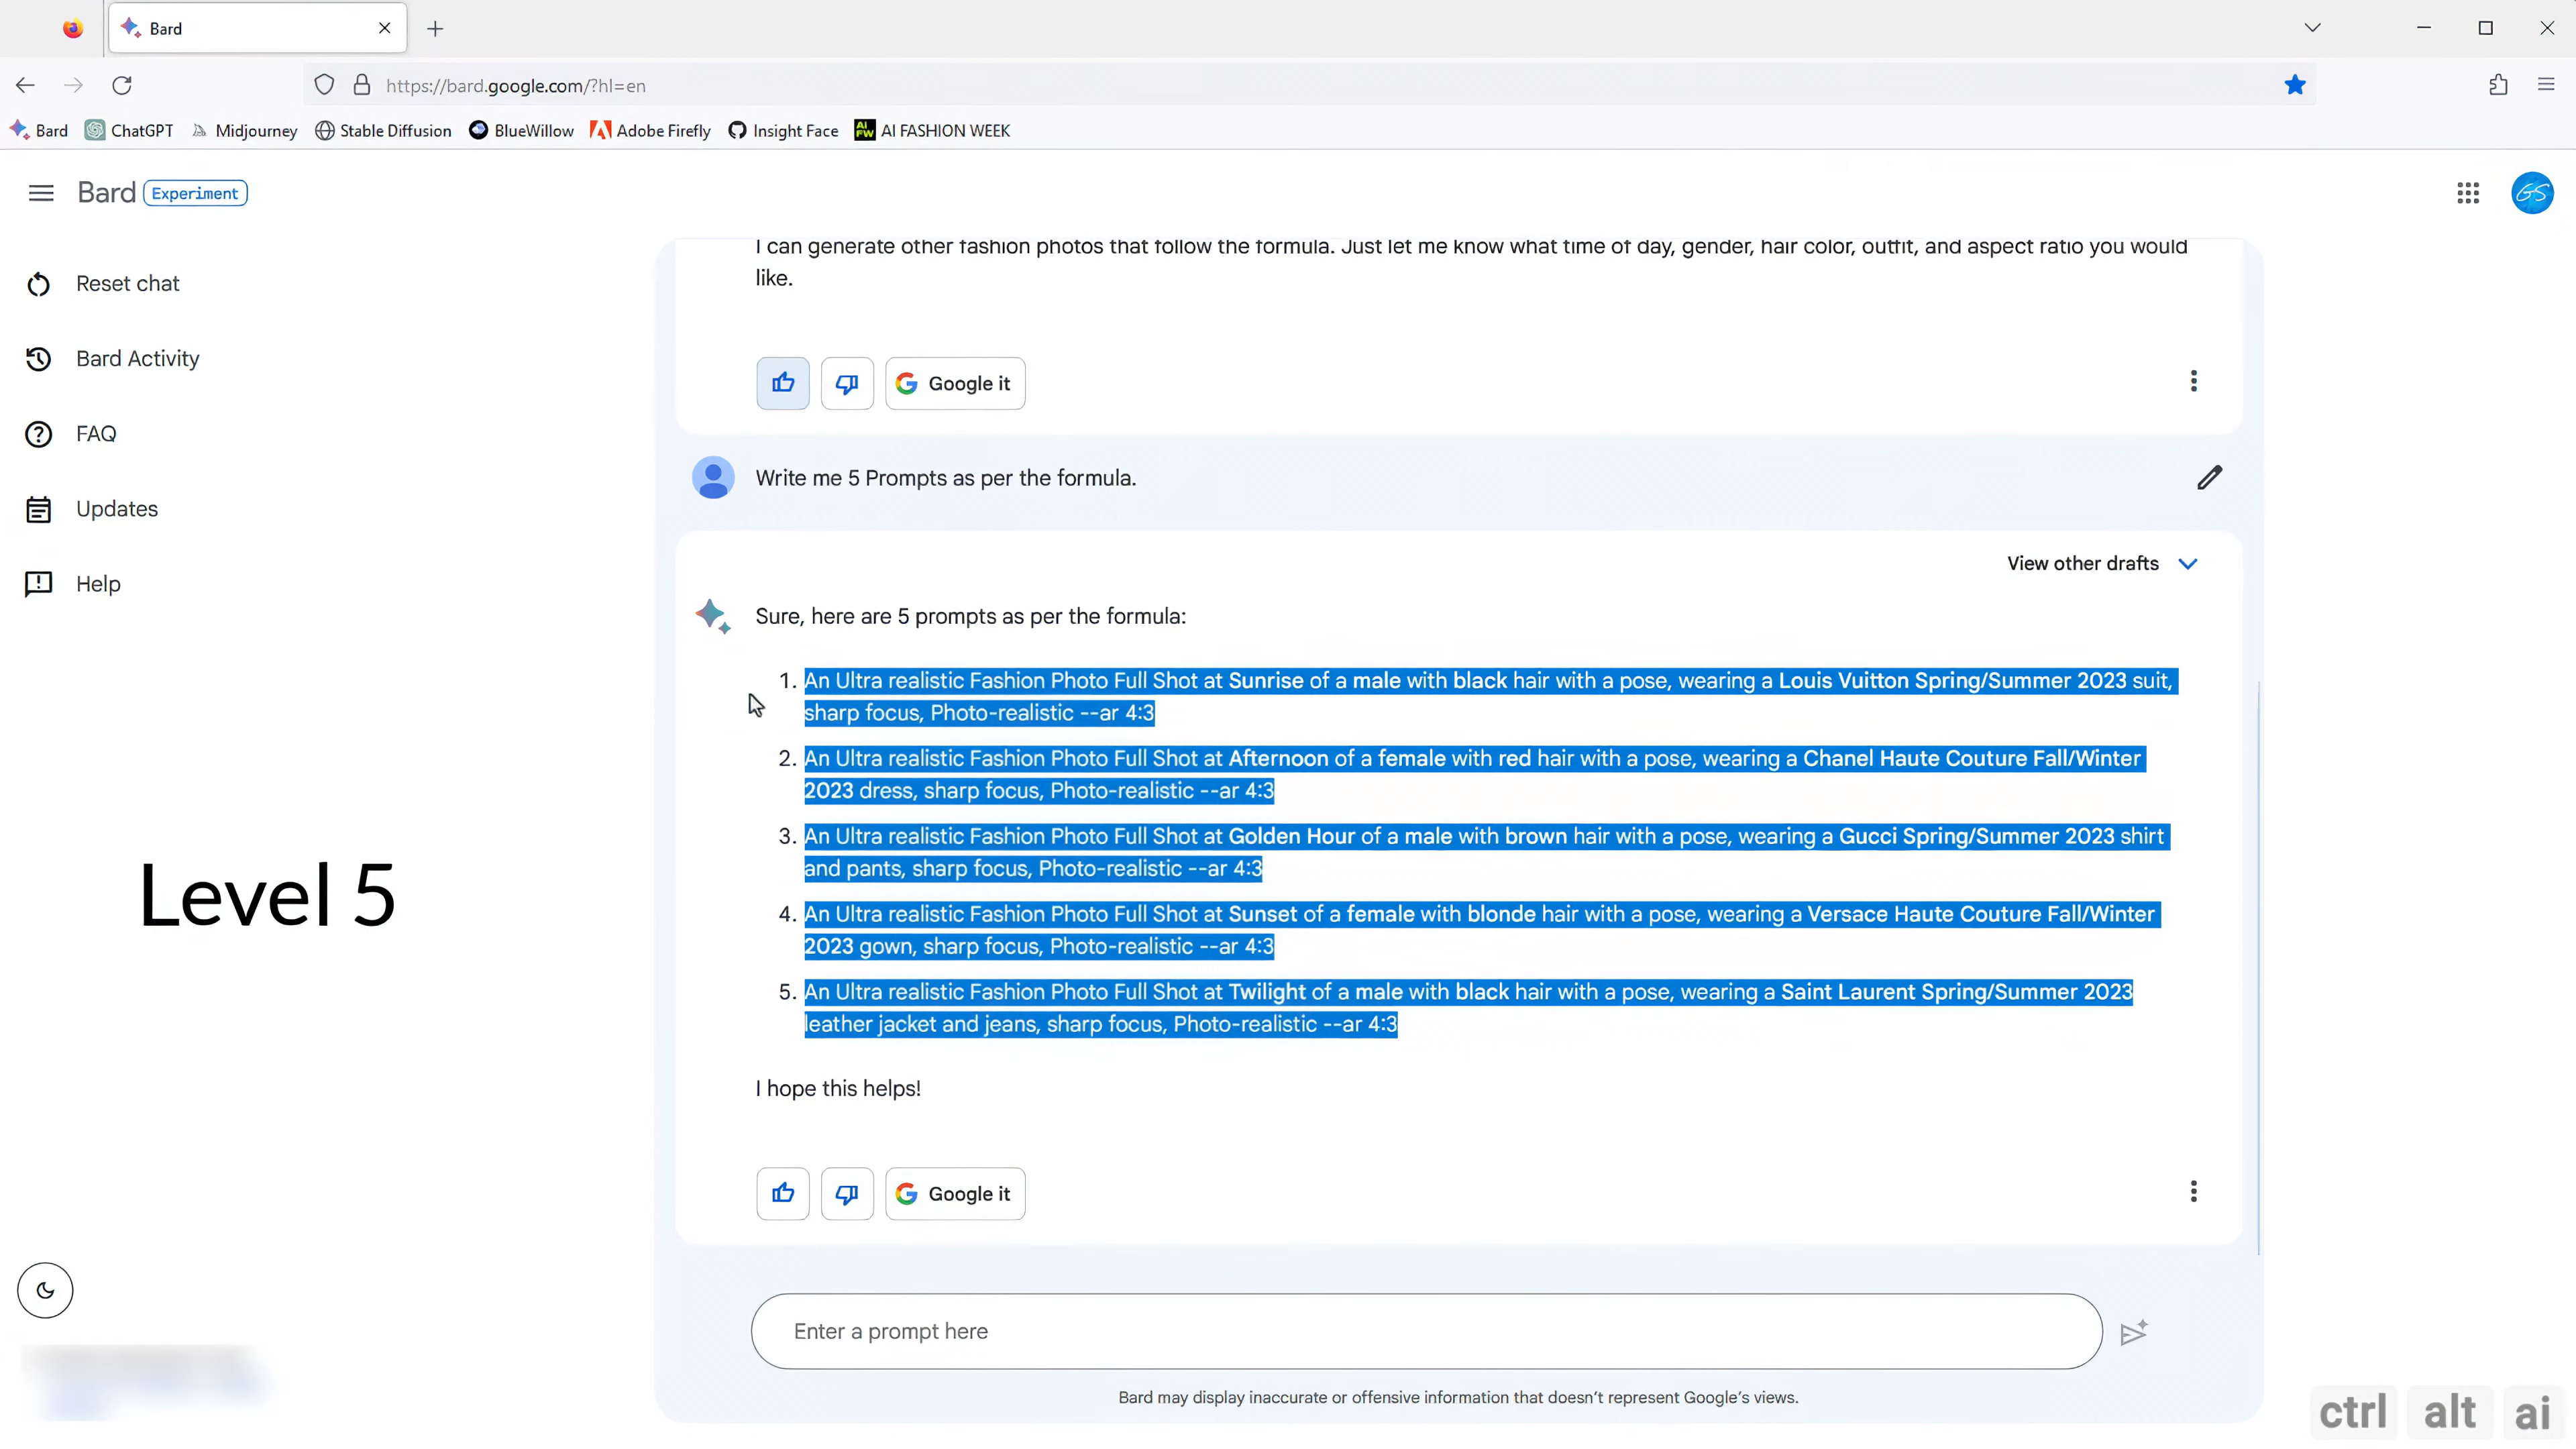 Bard
https://bard.google.com/?hl=en
Bard ChatGPT Midjourney Stable Diffusion BlueWillow Adobe Firefly Insight Face AI FASHION WEEK
Bard Experiment
GS
Reset chat
Bard Activity
FAQ
Updates
Help
Level 5
I can generate other fashion photos that follow the formula. Just let me know what time of day, gender, hair color, outfit, and aspect ratio you would
like.
Google it
Write me 5 Prompts as per the formula.
View other drafts
Sure, here are 5 prompts as per the formula:
1. An Ultra realistic Fashion Photo Full Shot at Sunrise of a male with black hair with a pose, wearing a Louis Vuitton Spring/Summer 2023 suit,
sharp focus, Photo-realistic --ar 4:3
2. An Ultra realistic Fashion Photo Full Shot at Afternoon of a female with red hair with a pose, wearing a Chanel Haute Couture Fall/Winter
2023 dress, sharp focus, Photo-realistic --ar 4:3
3. An Ultra realistic Fashion Photo Full Shot at Golden Hour of a male with brown hair with a pose, wearing a Gucci Spring/Summer 2023 shirt
and pants, sharp focus, Photo-realistic --ar 4:3
4. An Ultra realistic Fashion Photo Full Shot at Sunset of a female with blonde hair with a pose, wearing a Versace Haute Couture Fall/Winter
2023 gown, sharp focus, Photo-realistic --ar 4:3
5. An Ultra realistic Fashion Photo Full Shot at Twilight of a male with black hair with a pose, wearing a Saint Laurent Spring/Summer 2023
leather jacket and jeans, sharp focus, Photo-realistic --ar 4:3
I hope this helps!
Google it
Enter a prompt here
Bard may display inaccurate or offensive information that doesn't represent Google's views.
ctrl alt ai